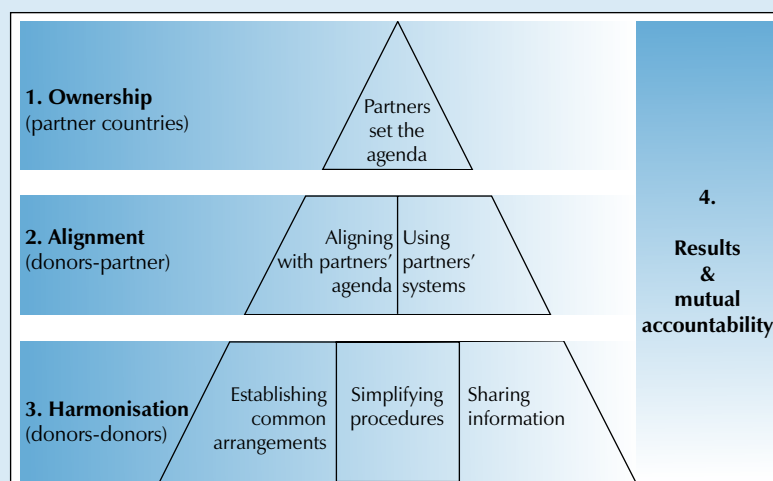 1. Ownership
(partner countries)
Partners
set the
agenda
2. Alignment
(donors-partner)
Aligning
with partners’
agenda
Using
partners’
systems
3. Harmonisation
(donors-donors)
Establishing
common
arrangements
Simplifying
procedures
Sharing
information
4.
Results
&
mutual
accountability